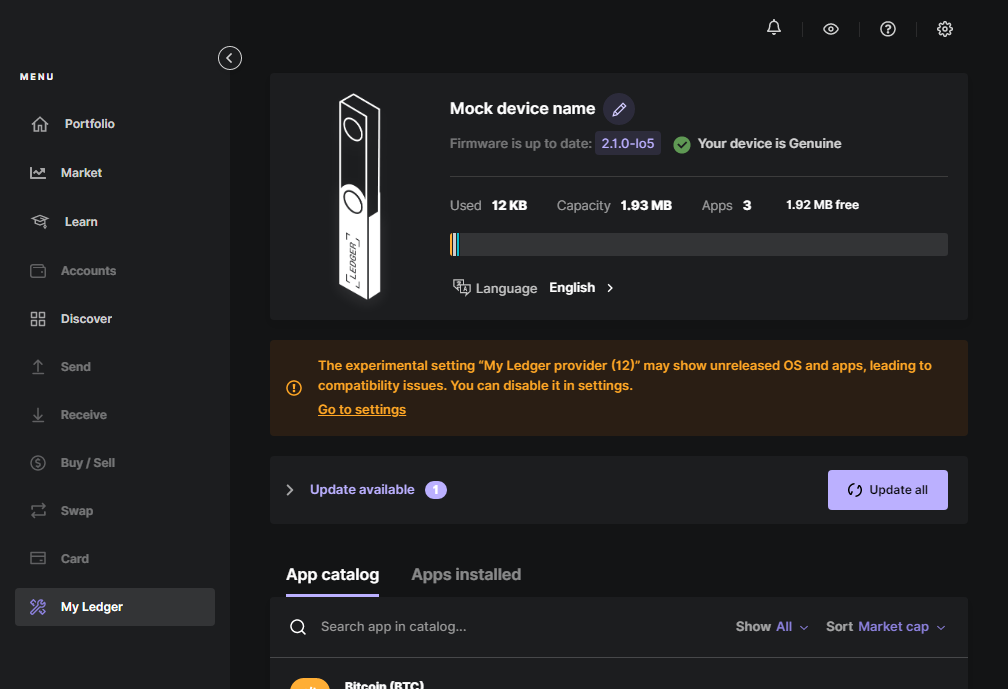 MENU
Portfolio
Market
Learn
Accounts
Discover
Send
Receive
Buy / Sell
Swap
Card
My Ledger
LEDGER
Mock device name
Firmware is up to date: 2.1.0-lo5 Your device is Genuine
Used 12 KB Capacity 1.93 MB Apps 3 1.92 MB free
Language English
The experimental setting “My Ledger provider (12)” may show unreleased OS and apps, leading to
compatibility issues. You can disable it in settings.
Go to settings
Update available 1 Update all
App catalog Apps installed
Search app in catalog... Show All Sort Market cap
Bitcoin (BTC)